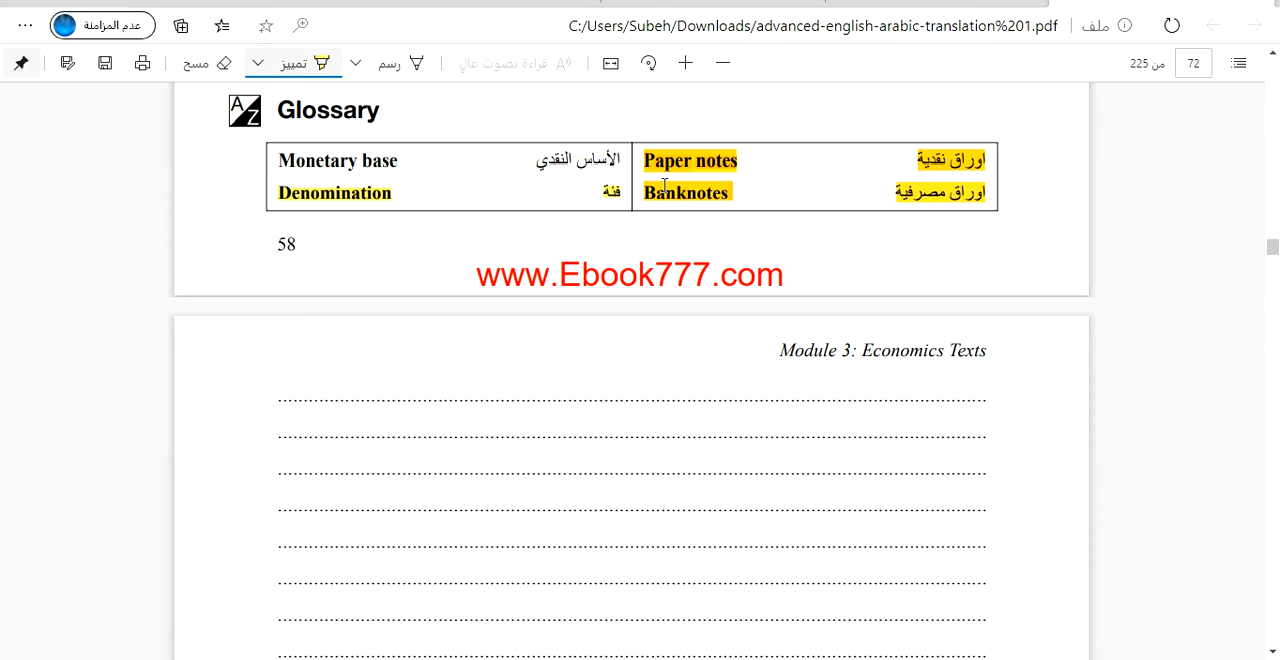 ··· عدم المزامنة C:/Users/Subeh/Downloads/advanced-english-arabic-translation%201.pdf ملف
مسح تمييز رسم قراءة بصوت عالٍ 72 من 225
AZ Glossary
Monetary base الأساس النقدي Paper notes اوراق نقدية
Denomination فئة Banknotes اوراق مصرفية
58
www.Ebook777.com
Module 3: Economics Texts